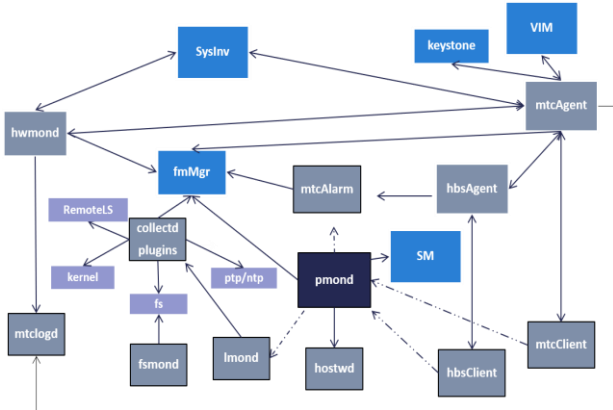 VIM
SysInv
keystone
mtcAgent
hwmond
fmMgr
mtcAlarm
hbsAgent
RemoteLS
collectd
plugins
SM
kernel
ptp/ntp
pmond
fs
mtclogd
mtcClient
fsmond
lmond
hostwd
hbsClient